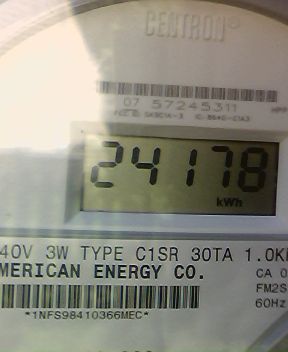 CENTRON®
07 57245311
24178
kWh
40V 3W TYPE C1SR 30TA 1.0K
MERICAN ENERGY CO.
CA 0
FM2S
60Hz
*1NFS98410366MEC*